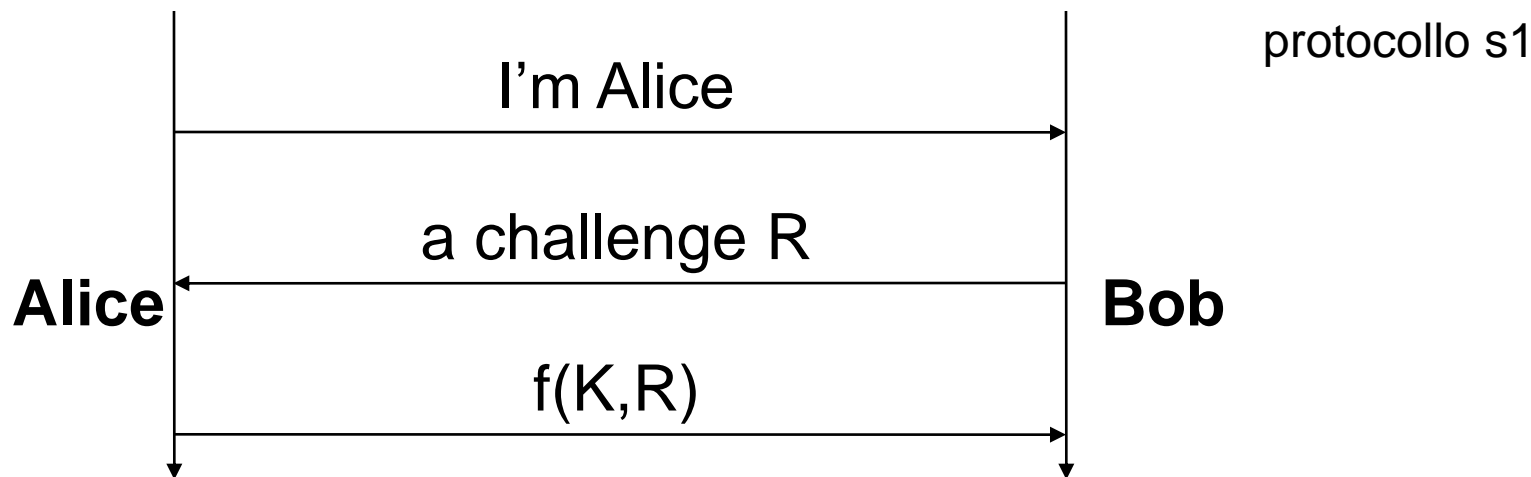 protocollo s1
I’m Alice
a challenge R
Alice
Bob
f(K,R)